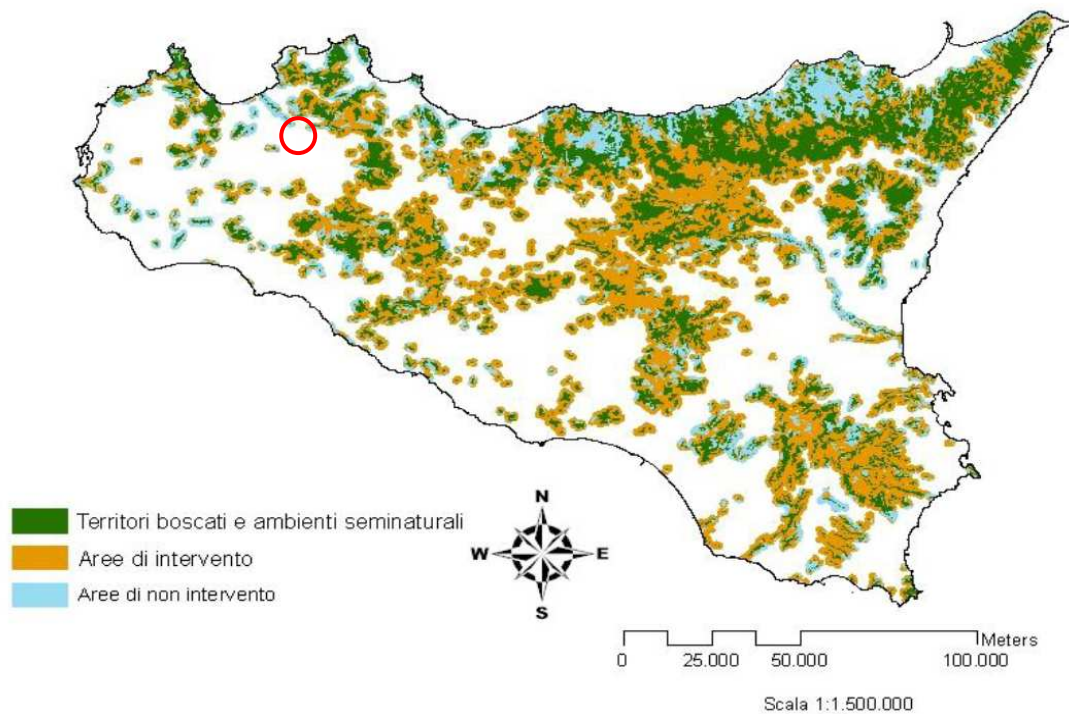 Territori boscati e ambienti seminaturali
Aree di intervento
Aree di non intervento
N
W E
S
Meters
0 25.000 50.000 100.000
Scala 1:1.500.000